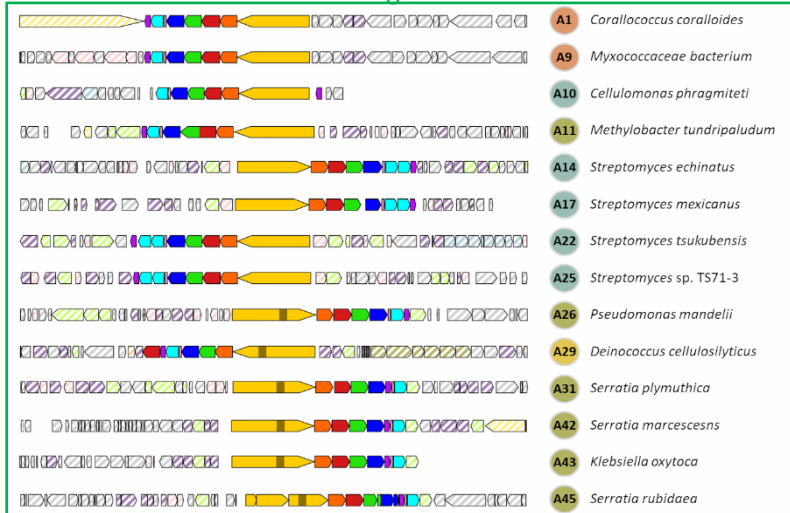 A1 Corallococcus coralloides
A9 Myxococcaceae bacterium
A10 Cellulomonas phragmiteti
A11 Methylobacter tundripaludum
A14 Streptomyces echinatus
A17 Streptomyces mexicanus
A22 Streptomyces tsukubensis
A25 Streptomyces sp. TS71-3
A26 Pseudomonas mandelii
A29 Deinococcus cellulosilyticus
A31 Serratia plymuthica
A42 Serratia marcescesns
A43 Klebsiella oxytoca
A45 Serratia rubidaea